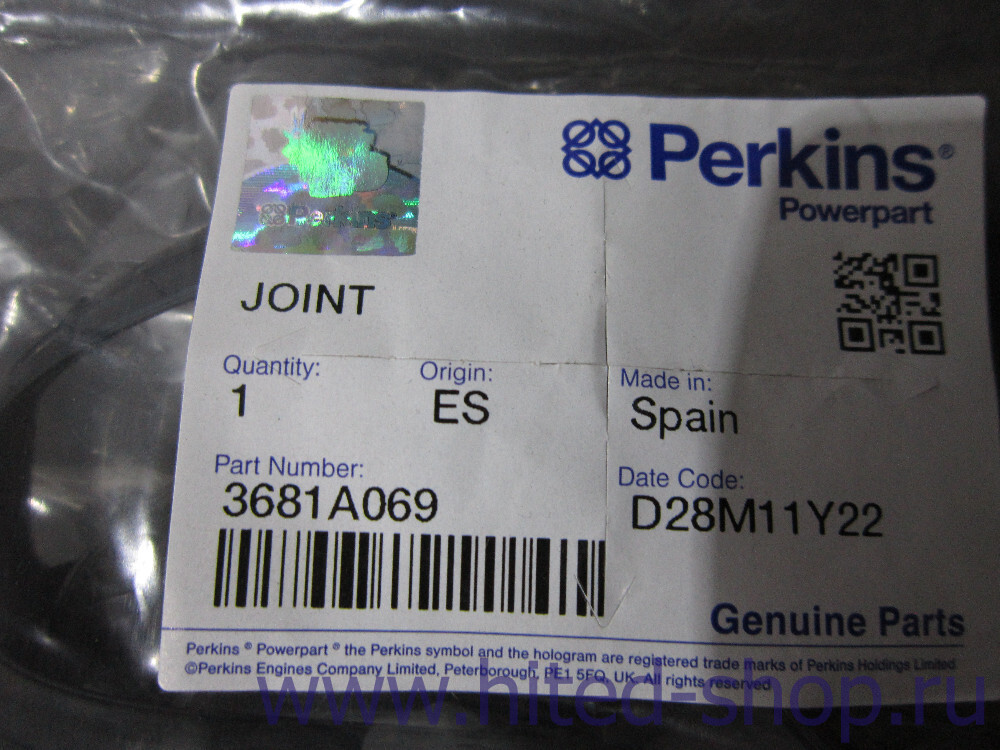 Perkins
Perkins®
Powerpart
JOINT
Quantity:
1
Origin:
ES
Made in:
Spain
Part Number:
3681A069
Date Code:
D28M11Y22
Genuine Parts
Perkins ® Powerpart ® the Perkins symbol and the hologram are registered trade marks of Perkins Holdings Limited
©Perkins Engines Company Limited, Peterborough, PE1 5FQ, UK. All rights reserved
www.hited-shop.ru